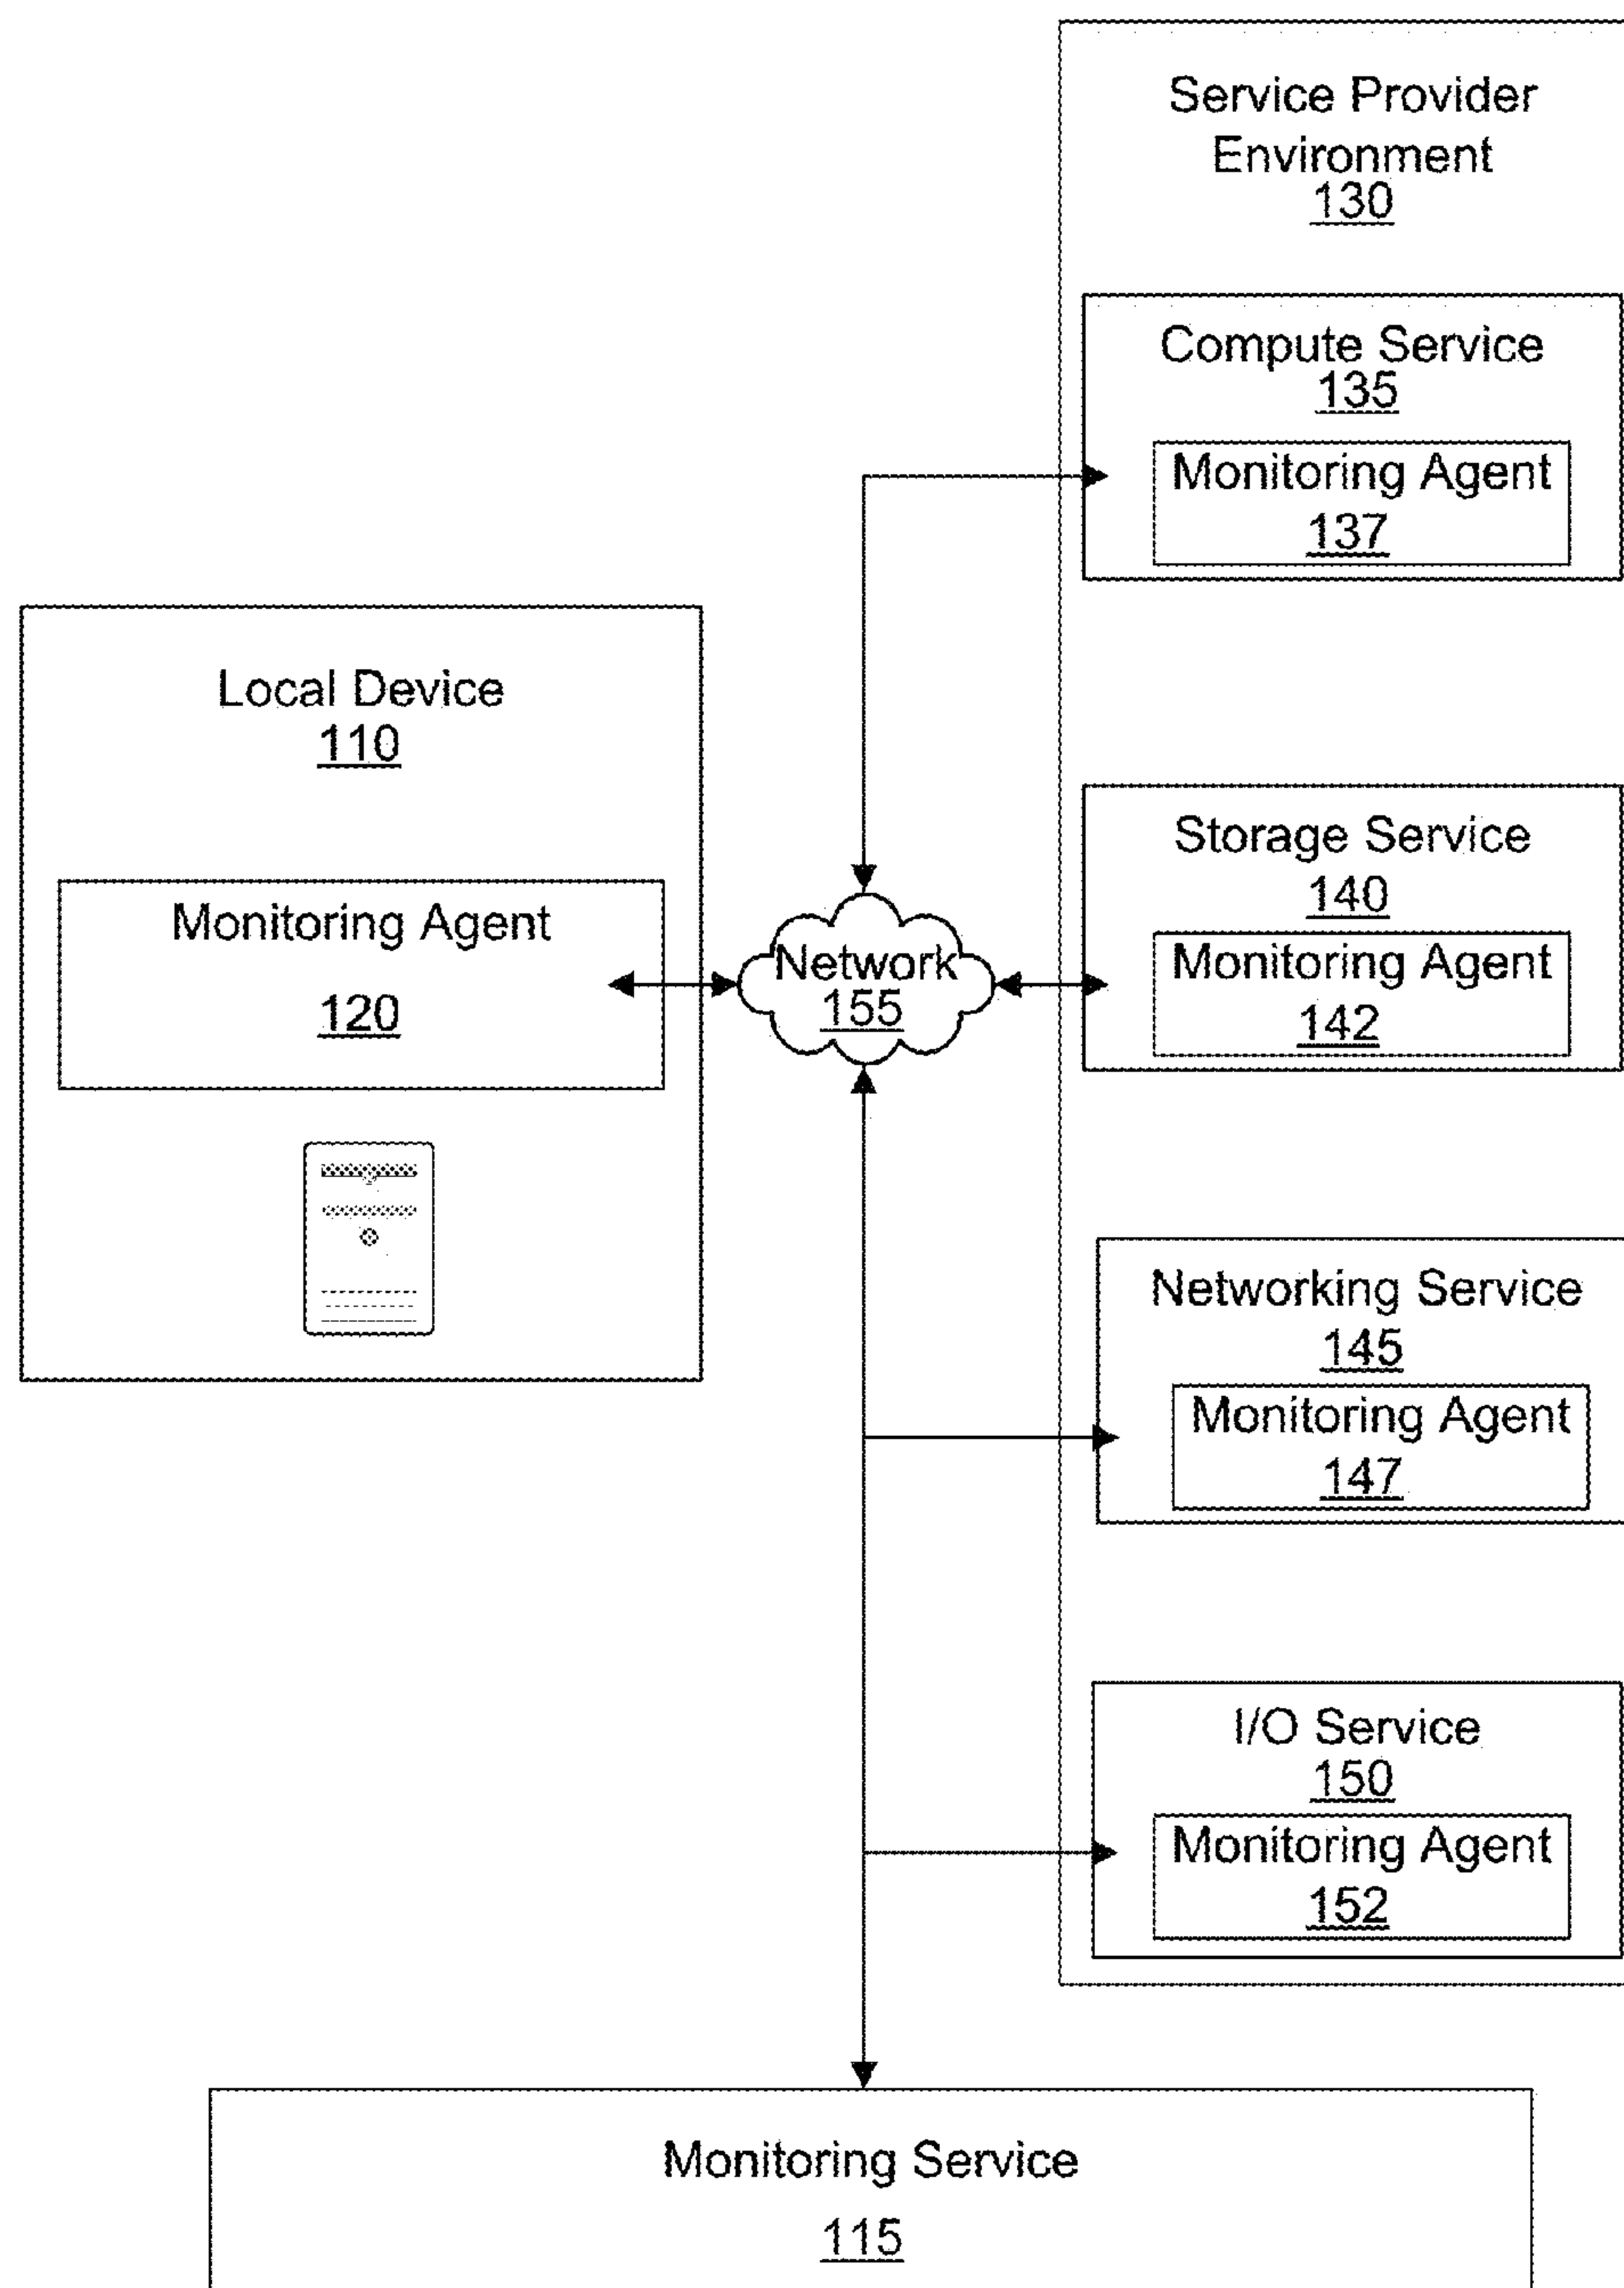 Service Provider
Environment
130
Compute Service
135
Monitoring Agent
137
Local Device
110
Monitoring Agent
120
Network
155
Storage Service
140
Monitoring Agent
142
Networking Service
145
Monitoring Agent
147
I/O Service
150
Monitoring Agent
152
Monitoring Service
115